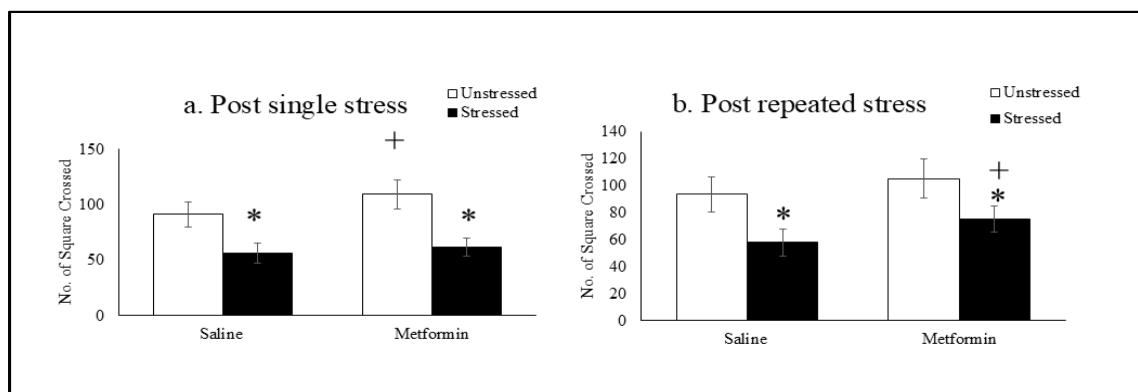 a. Post single stress
Unstressed
Stressed
No. of Square Crossed
150
100
50
0
+
*
*
Saline
Metformin
b. Post repeated stress
Unstressed
Stressed
No. of Square Crossed
140
120
100
80
60
40
20
0
*
+
*
Saline
Metformin